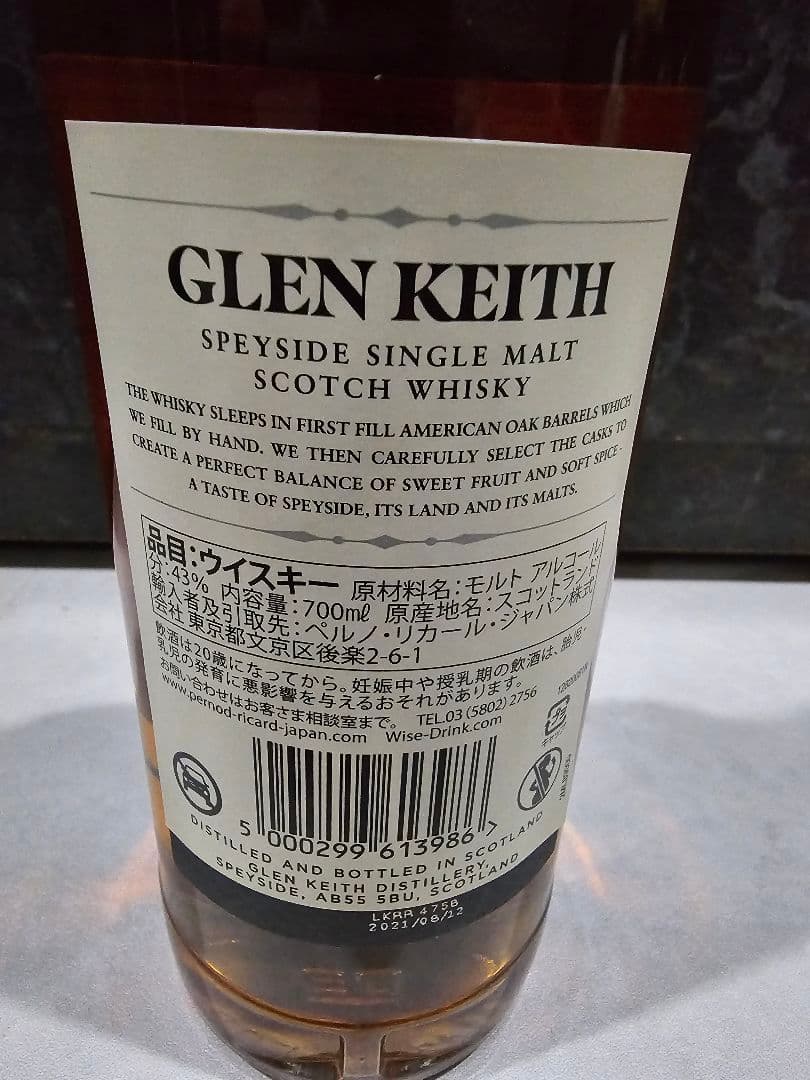 GLEN KEITH
SPEYSIDE SINGLE MALT
SCOTCH WHISKY
THE WHISKY SLEEPS IN FIRST FILL AMERICAN OAK BARRELS WHICH
WE FILL BY HAND. WE THEN CAREFULLY SELECT THE CASKS TO
CREATE A PERFECT BALANCE OF SWEET FRUIT AND SOFT SPICE -
A TASTE OF SPEYSIDE, ITS LAND AND ITS MALTS.
品目:ウイスキー 原材料名:モルト アルコール
分:43% 内容量:700mℓ 原産地名:スコットランド
輸入者及引取先:ペルノ・リカール・ジャパン株式
会社 東京都文京区後楽2-6-1
飲酒は20歳になってから。妊娠中や授乳期の飲酒は、胎児・
乳児の発育に悪影響を与えるおそれがあります。
お問い合わせはお客さま相談室まで。 TEL.03 (5802) 2756
www.pernod-ricard-japan.com Wise-Drink.com
5 000299 613986 >
DISTILLED AND BOTTLED IN SCOTLAND
GLEN KEITH DISTILLERY,
SPEYSIDE, AB55 5BU, SCOTLAND
LKRA 4758
2021/08/12